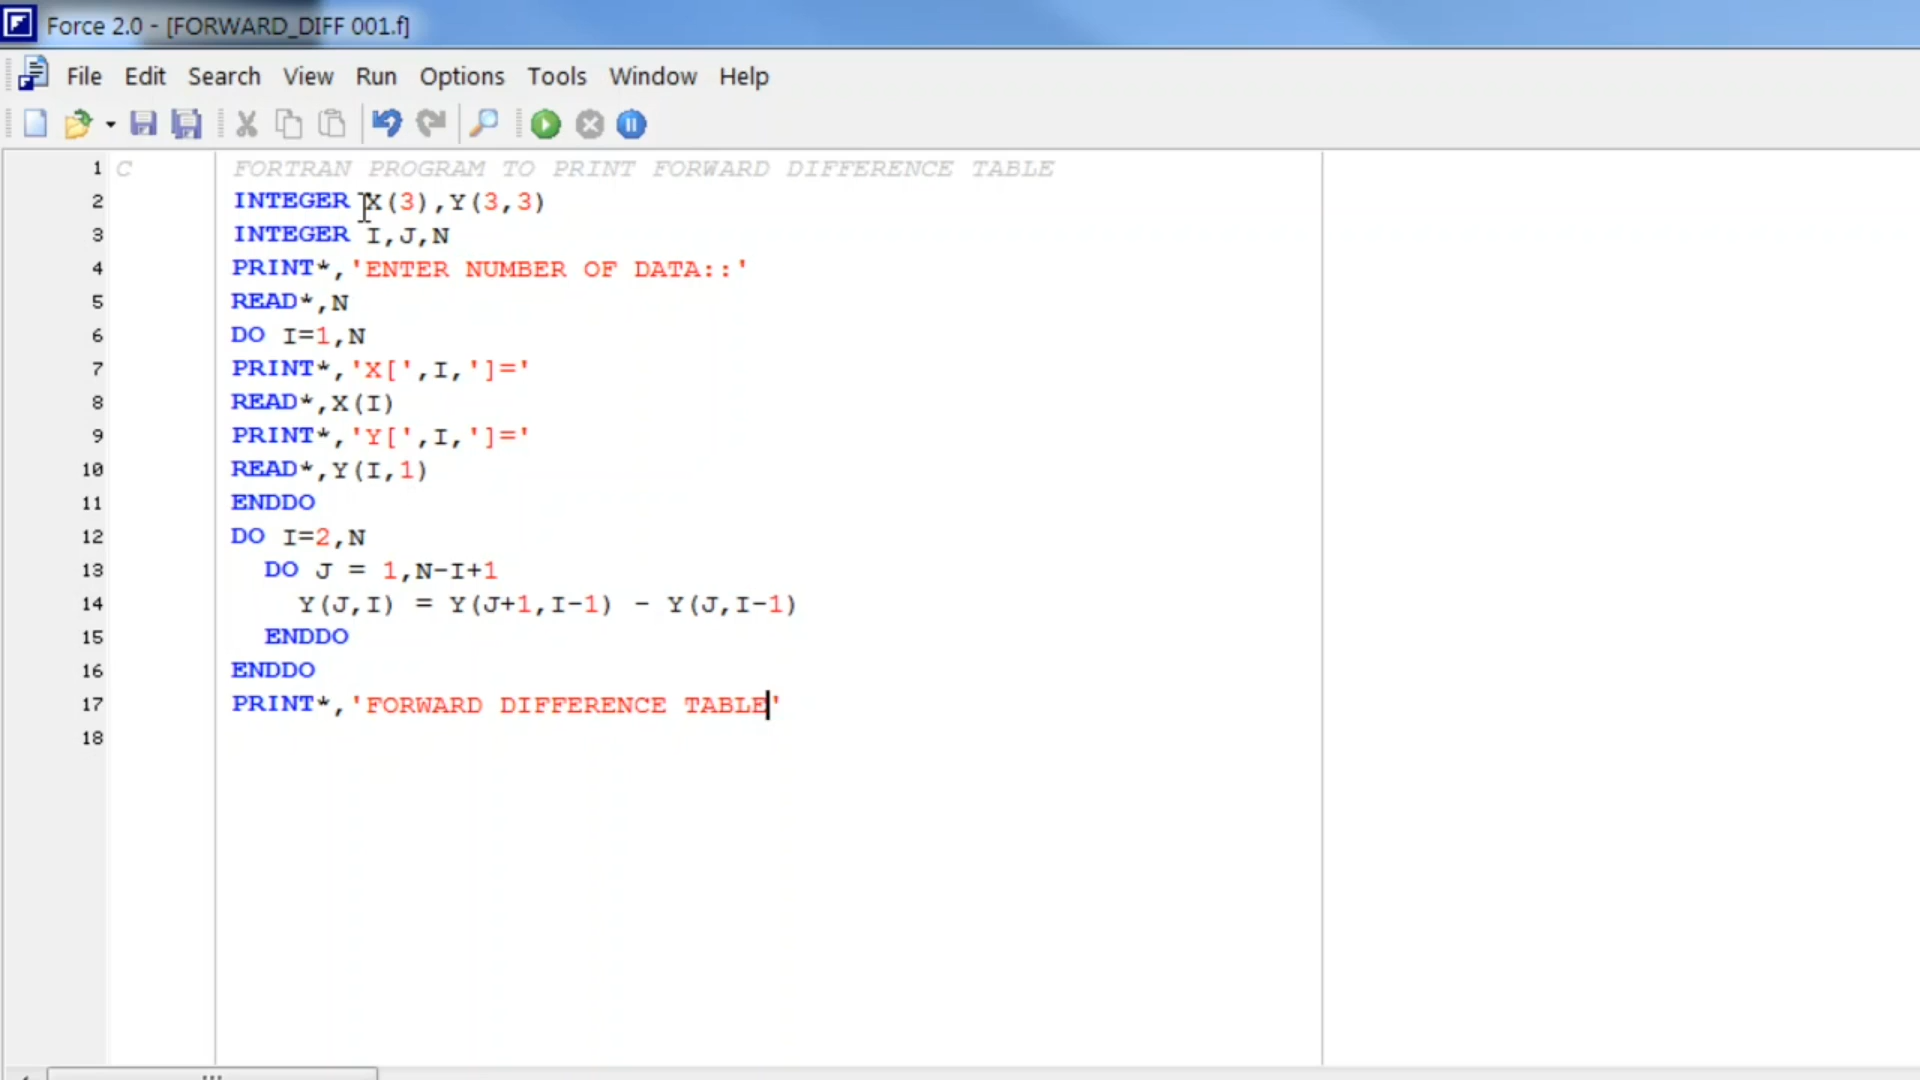 Force 2.0 - [FORWARD_DIFF 001.f]
File Edit Search View Run Options Tools Window Help
1 C FORTRAN PROGRAM TO PRINT FORWARD DIFFERENCE TABLE
2 INTEGER X(3),Y(3,3)
3 INTEGER I,J,N
4 PRINT*,'ENTER NUMBER OF DATA::'
5 READ*,N
6 DO I=1,N
7 PRINT*,'X[',I,']='
8 READ*,X(I)
9 PRINT*,'Y[',I,']='
10 READ*,Y(I,1)
11 ENDDO
12 DO I=2,N
13 DO J = 1,N-I+1
14 Y(J,I) = Y(J+1,I-1) - Y(J,I-1)
15 ENDDO
16 ENDDO
17 PRINT*,'FORWARD DIFFERENCE TABLE'
18